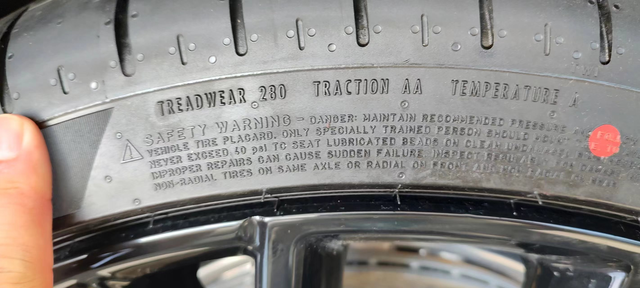 TREADWEAR 280 TRACTION AA TEMPERATURE A
SAFETY WARNING - DANGER: MAINTAIN RECOMMENDED PRESSURE
VEHICLE TIRE PLACARD. ONLY SPECIALLY TRAINED PERSON SHOULD
NEVER EXCEED 40 psi TO SEAT LUBRICATED BEADS ON CLEAN
IMPROPER REPAIRS CAN CAUSE SUDDEN FAILURE INSPECT
NON-RADIAL TIRES ON SAME AXLE OR RADIAL ON